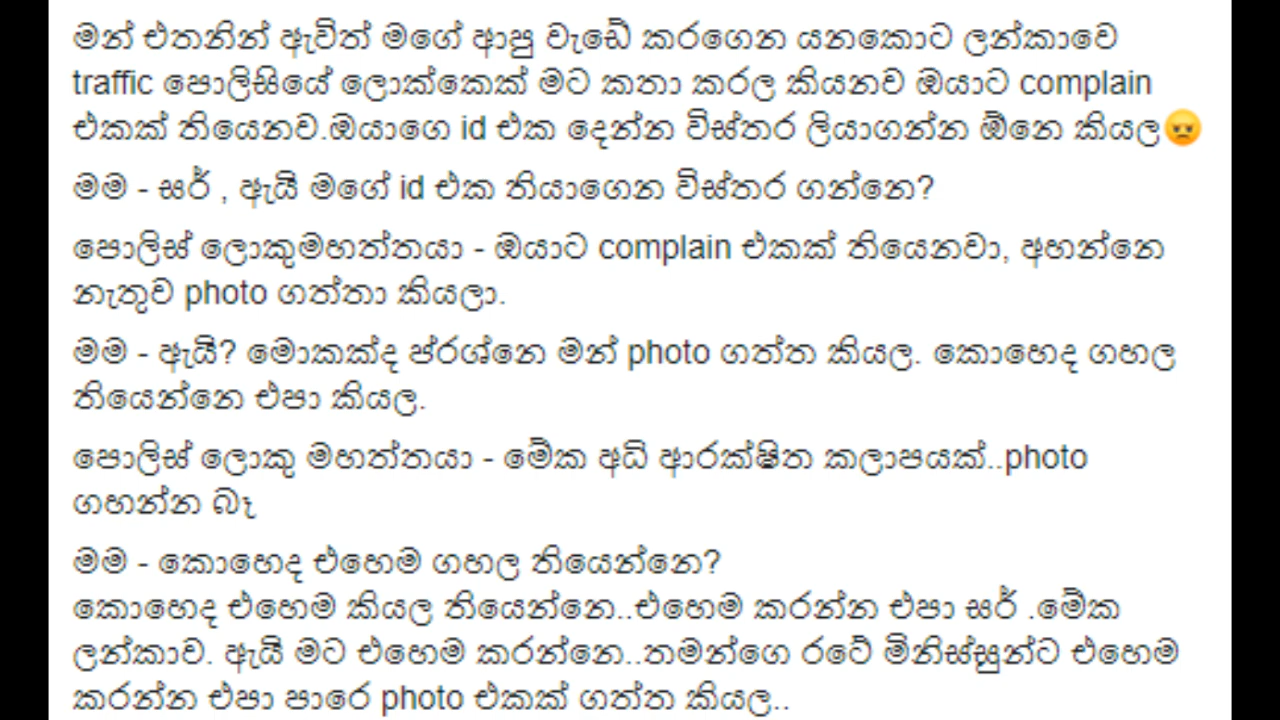 මන් එතනින් ඇවිත් මගේ ආපු වැඩේ කරගෙන යනකොට ලන්කාවෙ
traffic පොලිසියේ ලොක්කෙක් මට කතා කරල කියනව ඔයාට complain
එකක් තියෙනව.ඔයාගෙ id එක දෙන්න විස්තර ලියාගන්න ඕනෙ කියල😡
මම - සර් , ඇයි මගේ id එක තියාගෙන විස්තර ගන්නෙ?
පොලිස් ලොකුමහත්තයා - ඔයාට complain එකක් තියෙනවා, අහන්නෙ
නැතුව photo ගත්තා කියලා.
මම - ඇයි? මොකක්ද ප්රශ්නෙ මන් photo ගත්ත කියල. කොහෙද ගහල
තියෙන්නෙ එපා කියල.
පොලිස් ලොකු මහත්තයා - මේක අධි ආරක්ෂිත කලාපයක්..photo
ගහන්න බෑ
මම - කොහෙද එහෙම ගහල තියෙන්නෙ?
කොහෙද එහෙම කියල තියෙන්නෙ..එහෙම කරන්න එපා සර් .මේක
ලන්කාව. ඇයි මට එහෙම කරන්නෙ..තමන්ගෙ රටේ මිනිස්සුන්ට එහෙම
කරන්න එපා පාරෙ photo එකක් ගත්ත කියල..